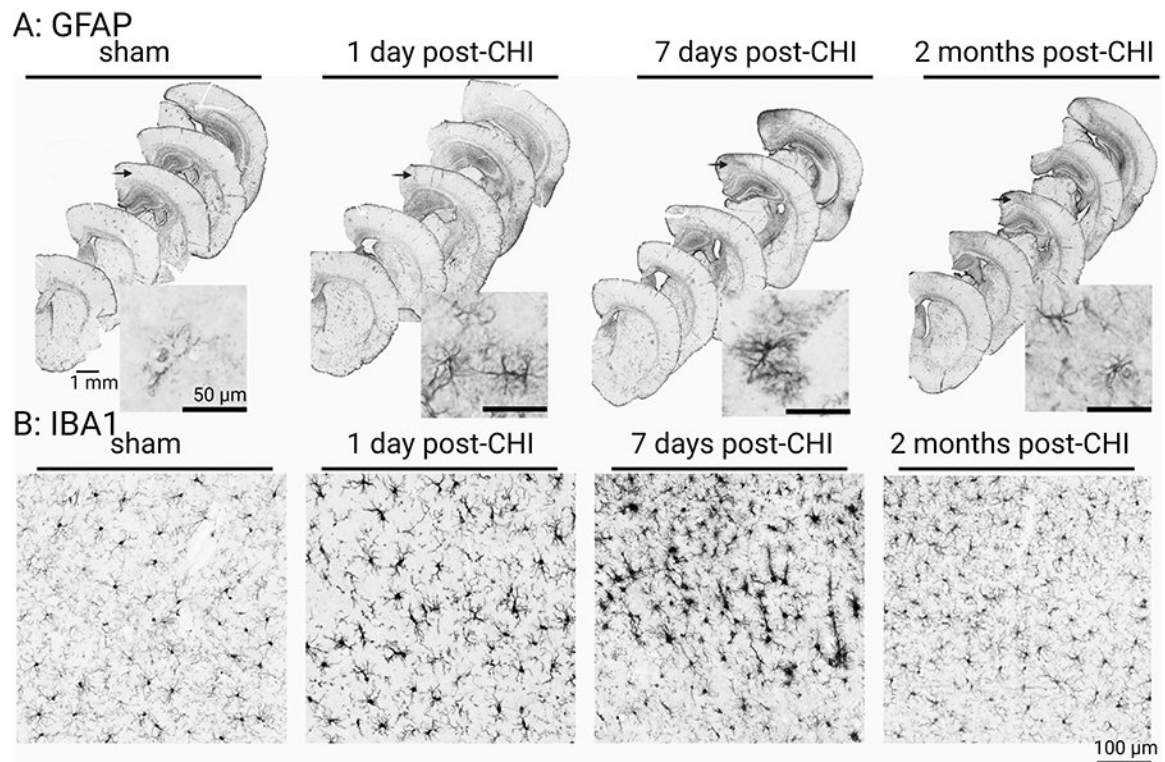 A: GFAP
sham
1 day post-CHI
7 days post-CHI
2 months post-CHI
1 mm
50 µm
B: IBA1
sham
1 day post-CHI
7 days post-CHI
2 months post-CHI
100 µm